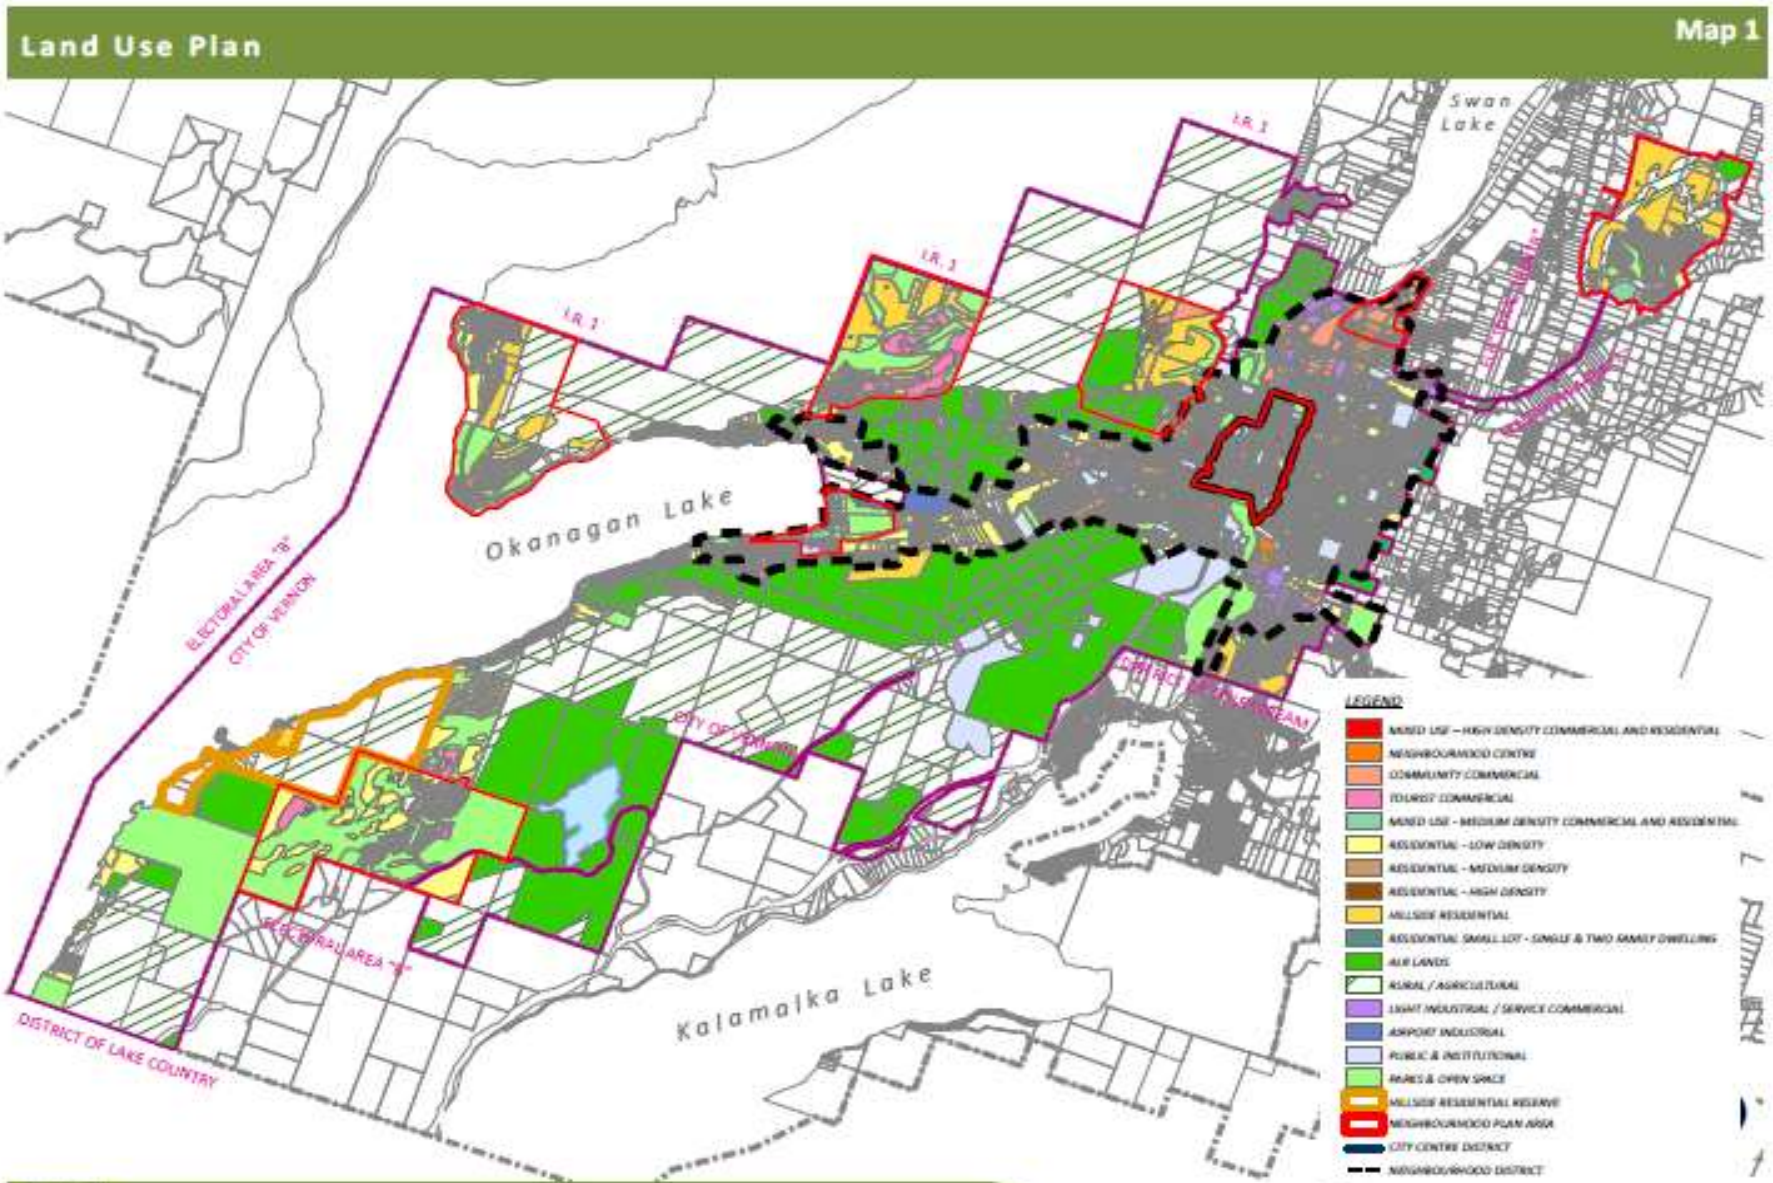 Land Use Plan
Map 1
Swan
Lake
I.R. 1
I.R. 1
I.R. 1
Okanagan Lake
ELECTORAL AREA "B"
CITY OF VERNON
CITY OF VERNON
DISTRICT OF COLDSTREAM
ELECTORAL AREA "B"
DISTRICT OF LAKE COUNTRY
Kalamalka Lake
LEGEND
MIXED USE – HIGH DENSITY COMMERCIAL AND RESIDENTIAL
NEIGHBOURHOOD CENTRE
COMMUNITY COMMERCIAL
TOURIST COMMERCIAL
MIXED USE - MEDIUM DENSITY COMMERCIAL AND RESIDENTIAL
RESIDENTIAL - LOW DENSITY
RESIDENTIAL - MEDIUM DENSITY
RESIDENTIAL - HIGH DENSITY
HILLSIDE RESIDENTIAL
RESIDENTIAL SMALL LOT - SINGLE & TWO FAMILY DWELLING
ALR LANDS
RURAL / AGRICULTURAL
LIGHT INDUSTRIAL / SERVICE COMMERCIAL
AIRPORT INDUSTRIAL
PUBLIC & INSTITUTIONAL
PARKS & OPEN SPACE
HILLSIDE RESIDENTIAL RESERVE
NEIGHBOURHOOD PLAN AREA
CITY CENTRE DISTRICT
NEIGHBOURHOOD DISTRICT